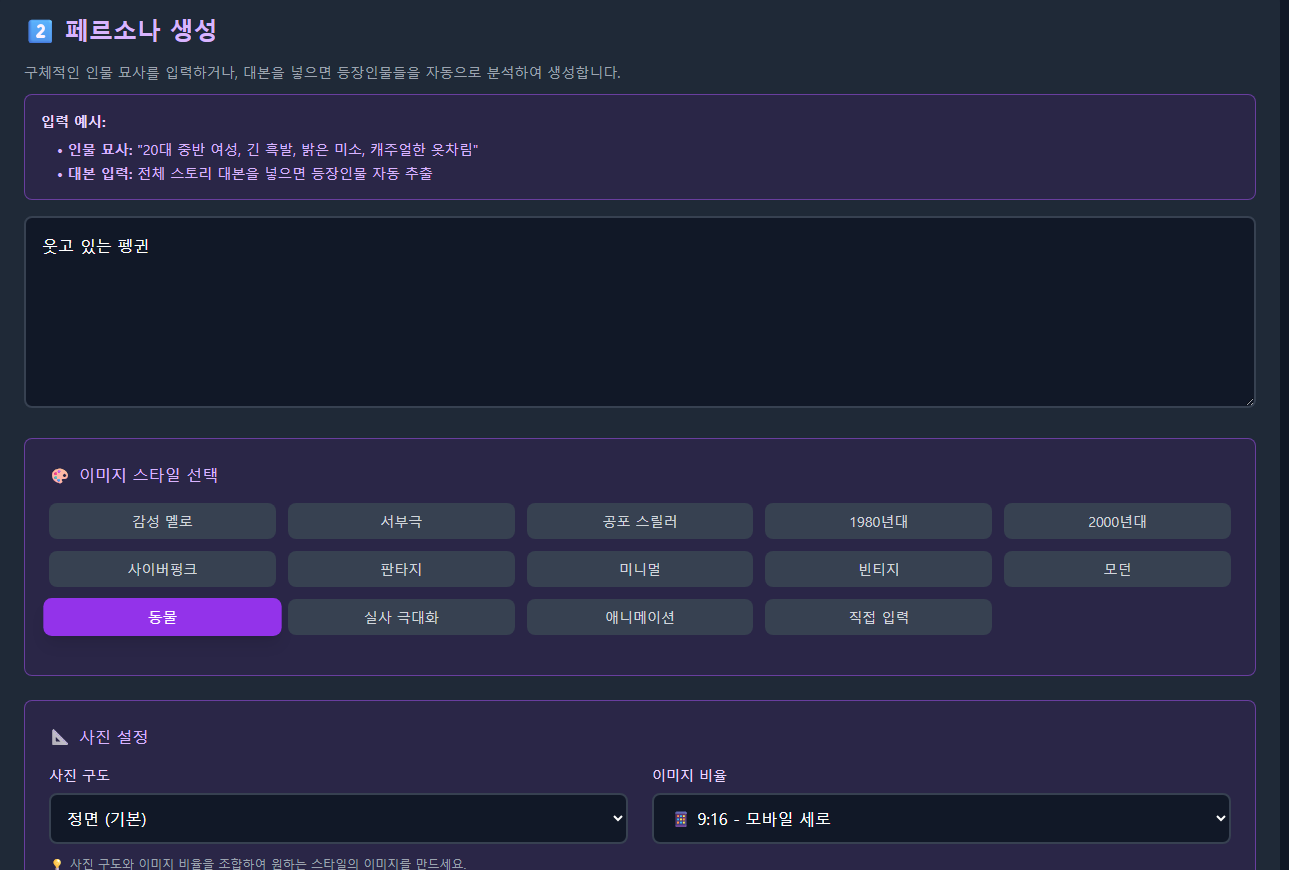 2 페르소나 생성
구체적인 인물 묘사를 입력하거나, 대본을 넣으면 등장인물들을 자동으로 분석하여 생성합니다.
입력 예시:
• 인물 묘사: "20대 중반 여성, 긴 흑발, 밝은 미소, 캐주얼한 옷차림"
• 대본 입력: 전체 스토리 대본을 넣으면 등장인물 자동 추출
웃고 있는 펭귄
이미지 스타일 선택
감성 멜로 서부극 공포 스릴러 1980년대 2000년대
사이버펑크 판타지 미니멀 빈티지 모던
동물 실사 극대화 애니메이션 직접 입력
사진 설정
사진 구도 이미지 비율
정면 (기본) 9:16 - 모바일 세로
사진 구도와 이미지 비율을 조합하여 원하는 스타일의 이미지를 만드세요.